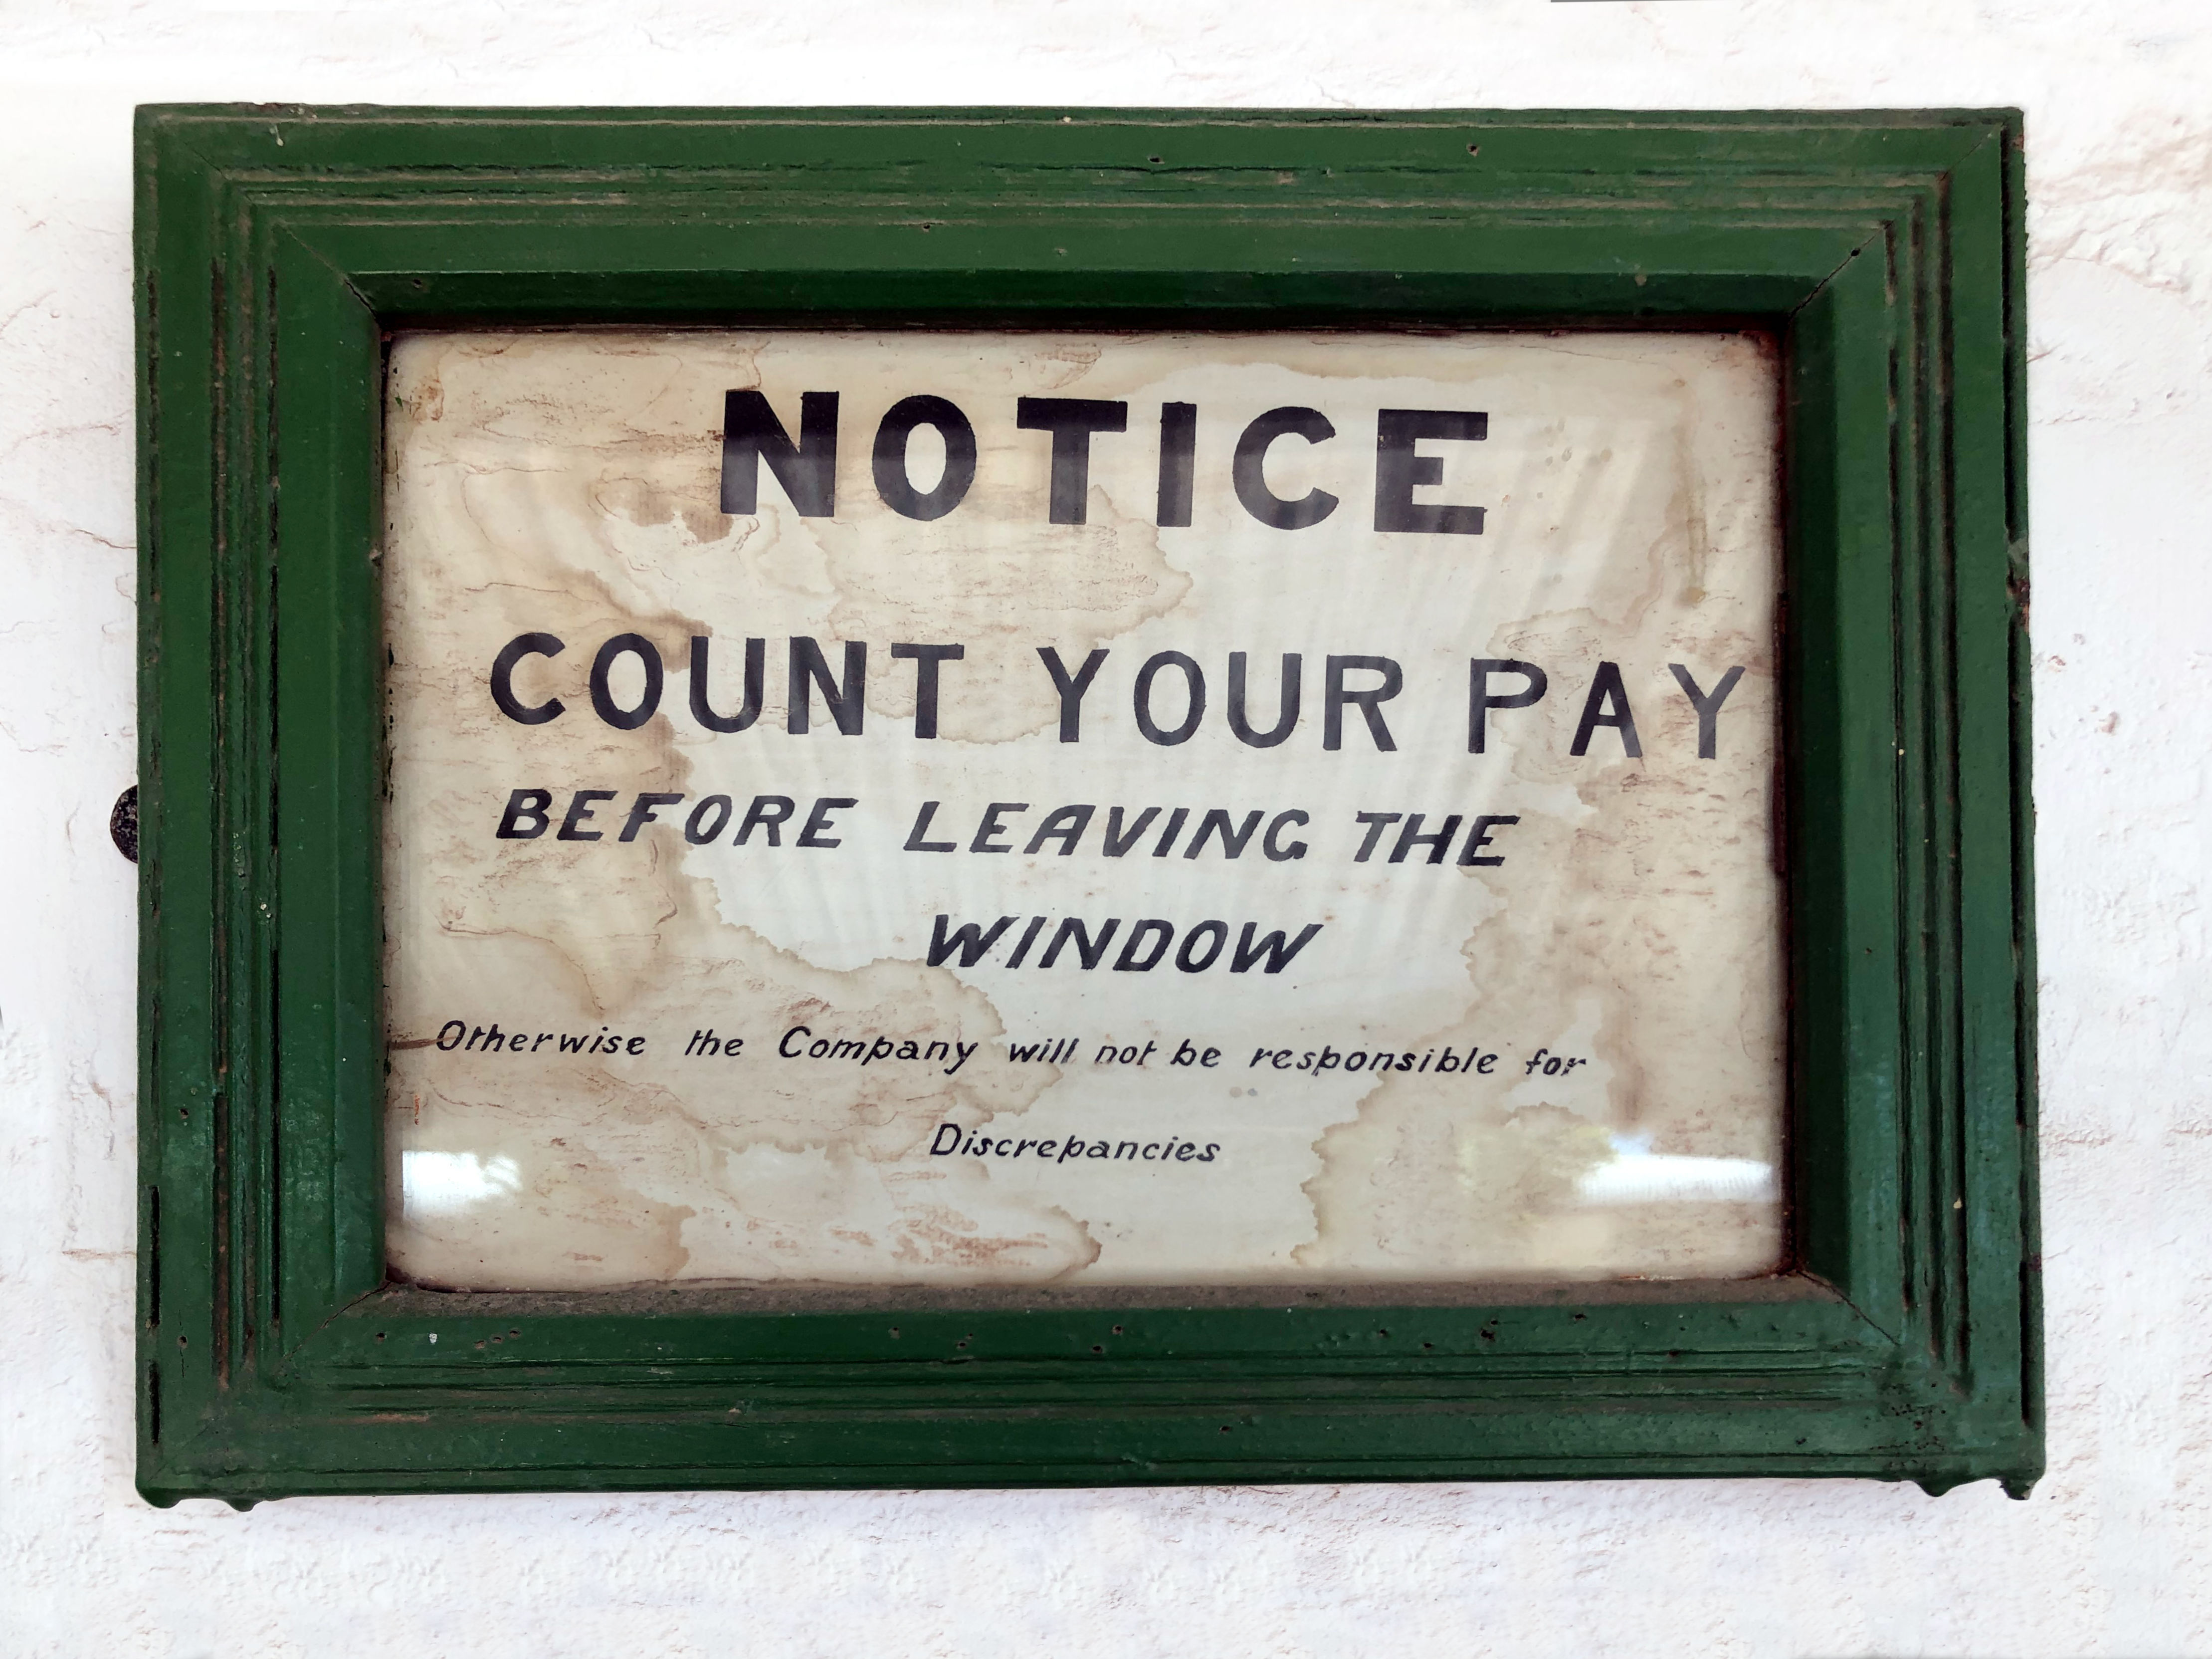 NOTICE
COUNT YOUR PAY
BEFORE LEAVING THE
WINDOW
Otherwise the Company will not be responsible for
Discrepancies